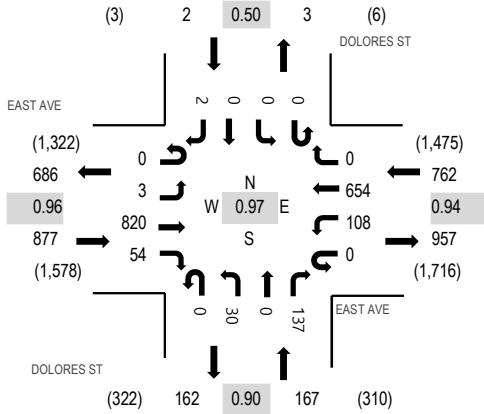 (3) 2 0.50 3 (6)
DOLORES ST
2 0 0 0
EAST AVE
(1,322) (1,475)
686 0 0 762
3 N 654
0.96 W 0.97 E 0.94
820 108
877 S 957
54 0
(1,578) (1,716)
0 30 0 137
EAST AVE
DOLORES ST
(322) 162 0.90 167 (310)